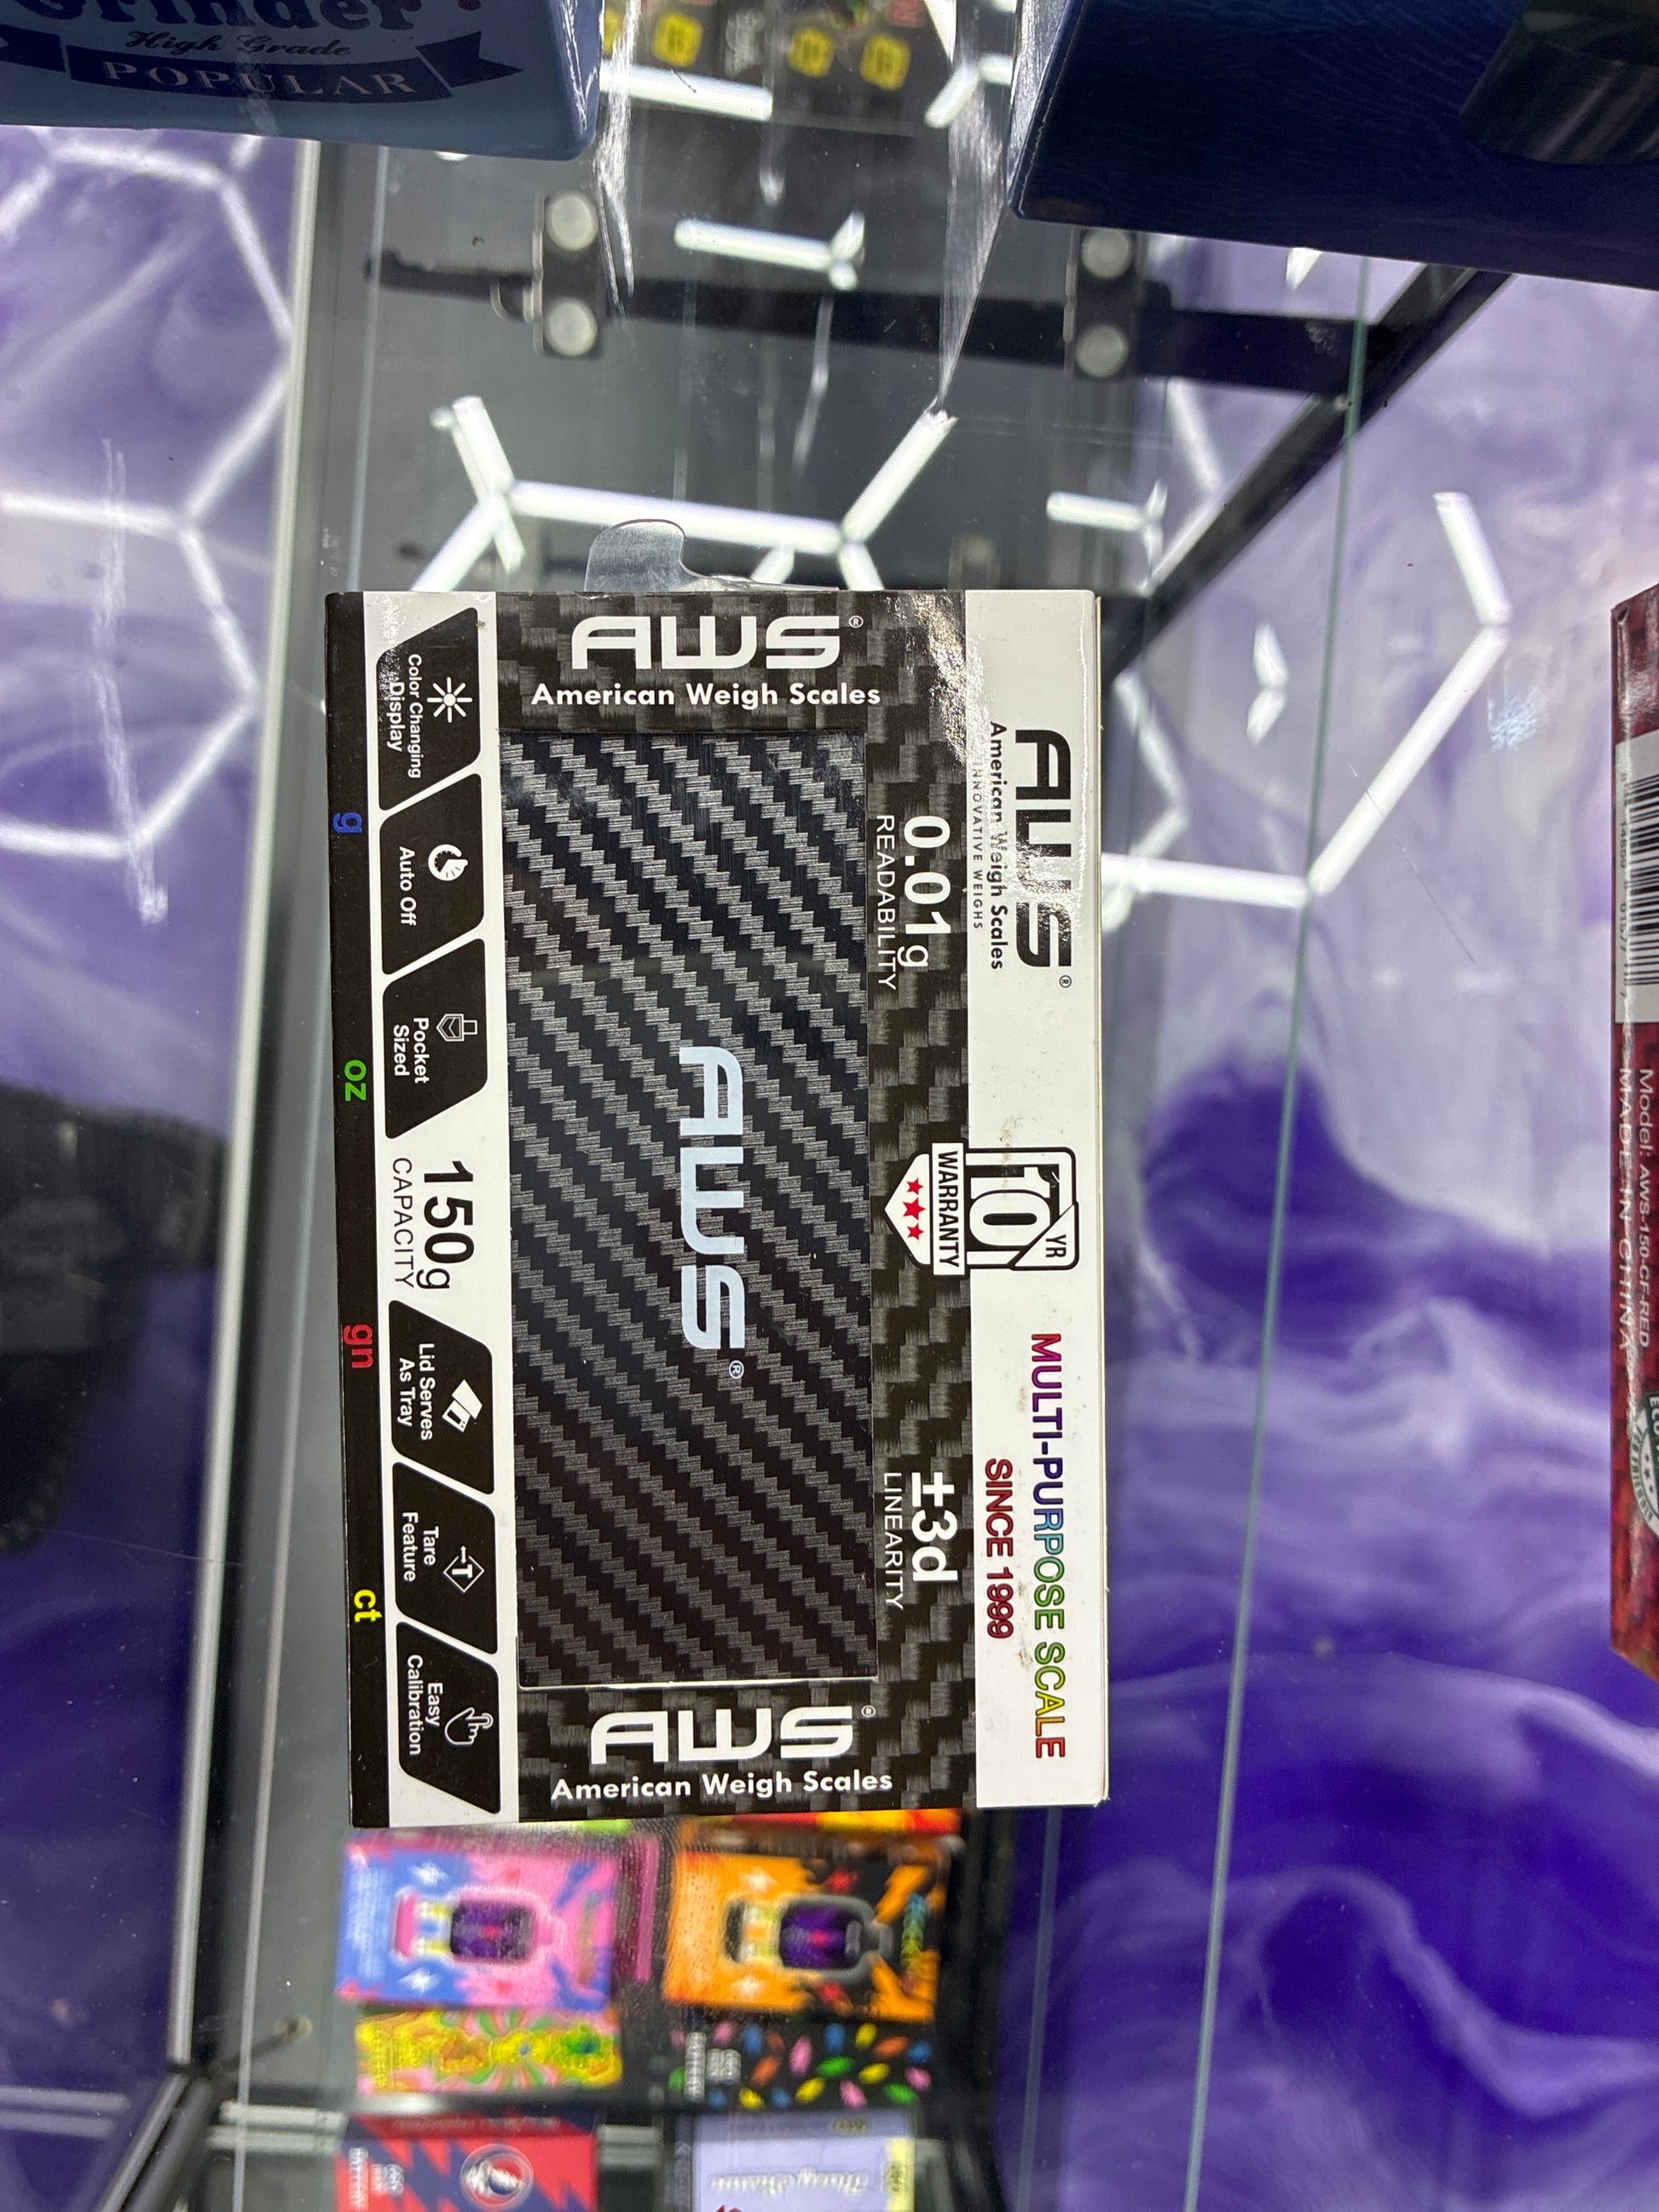 Grinder
High Grade
POPULAR
AWS®
American Weigh Scales
INNOVATIVE WEIGHS
10 YR
WARRANTY
MULTI-PURPOSE SCALE
SINCE 1999
0.01g
READABILITY
±3d
LINEARITY
AWS®
American Weigh Scales
AWS®
AWS®
American Weigh Scales
Color Changing
Display
Auto Off
Pocket
Sized
150g
CAPACITY
Lid Serves
As Tray
Tare
Feature
Easy
Calibration
g
oz
gn
ct
Model: AWS-150-CF-RED
MADE IN CHINA